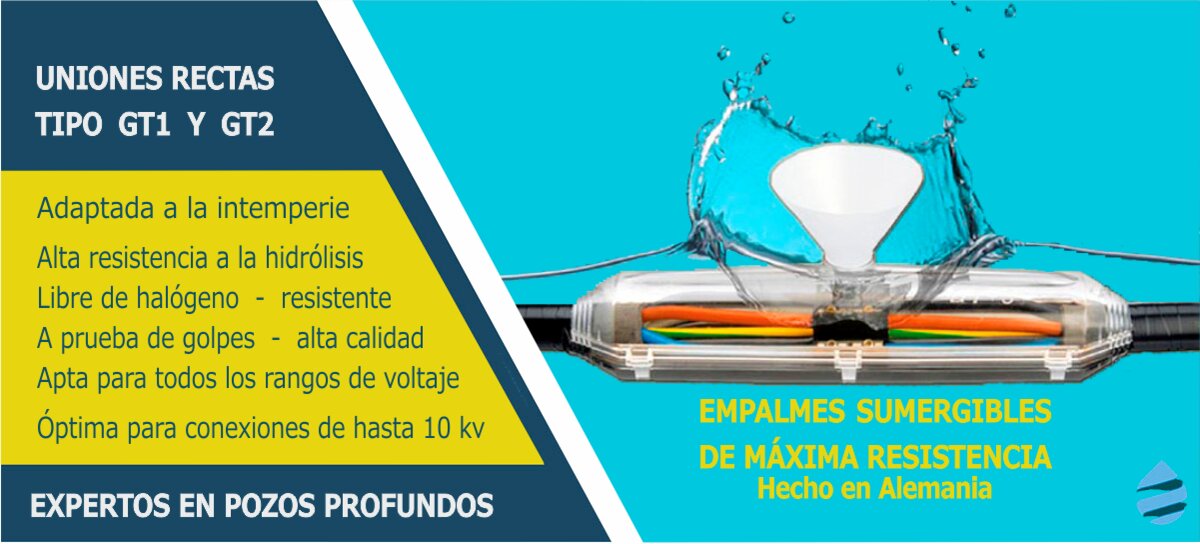 UNIONES RECTAS
TIPO GT1 Y GT2
Adaptada a la intemperie
Alta resistencia a la hidrólisis
Libre de halógeno - resistente
A prueba de golpes - alta calidad
Apta para todos los rangos de voltaje
Óptima para conexiones de hasta 10 kv
EXPERTOS EN POZOS PROFUNDOS
EMPALMES SUMERGIBLES
DE MÁXIMA RESISTENCIA
Hecho en Alemania